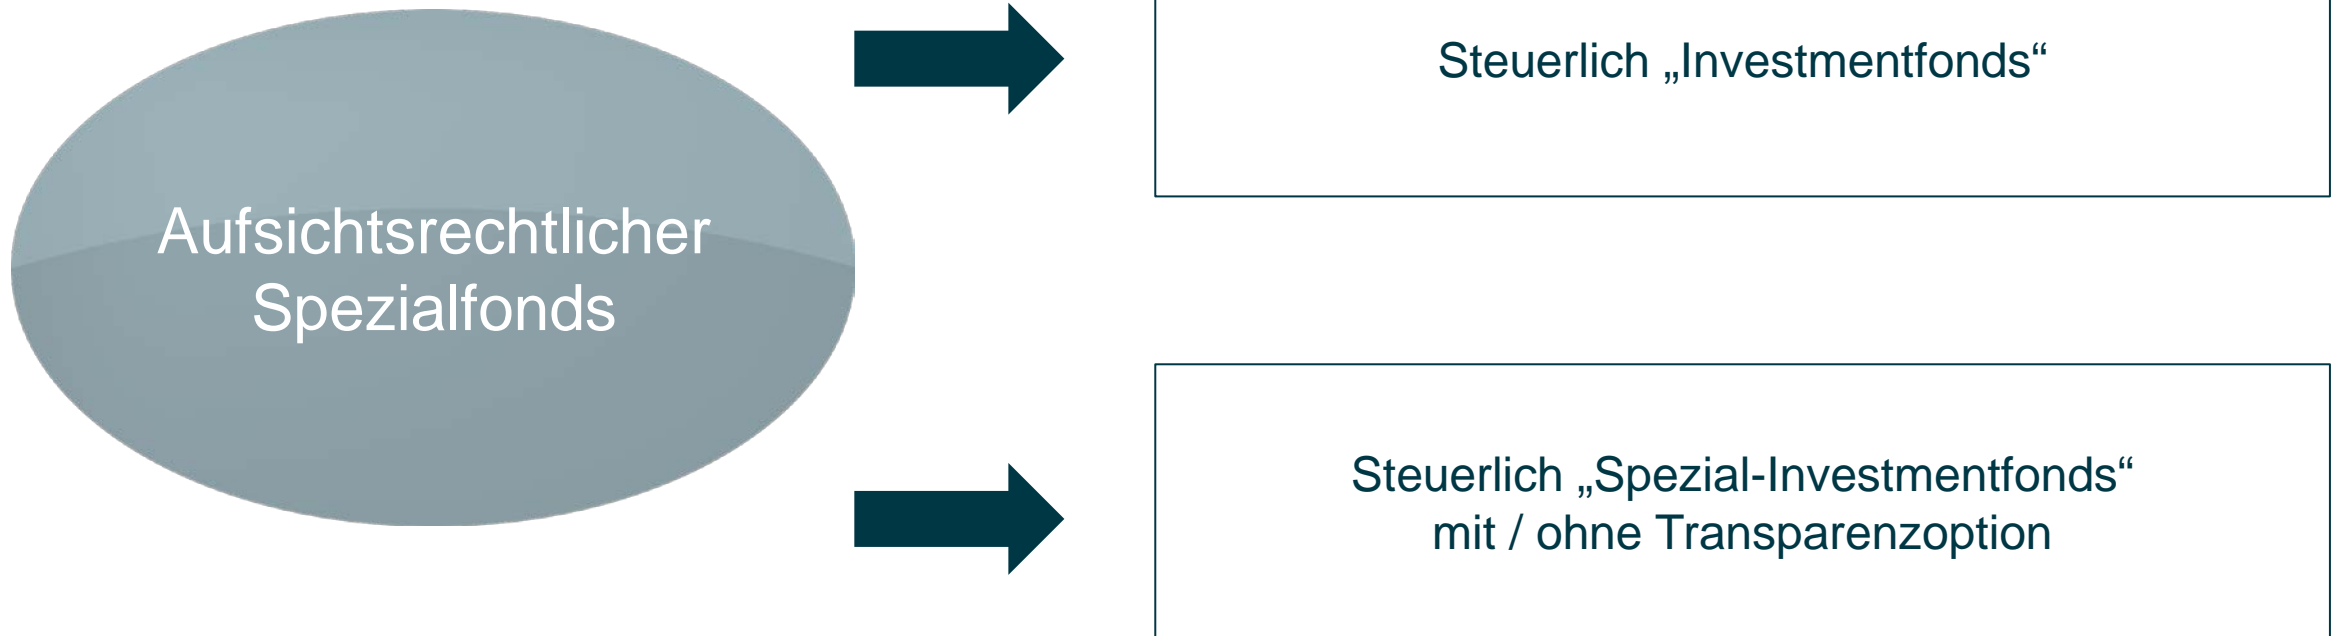 Aufsichtsrechtlicher
Spezialfonds
Steuerlich „Investmentfonds“
Steuerlich „Spezial-Investmentfonds“
mit / ohne Transparenzoption